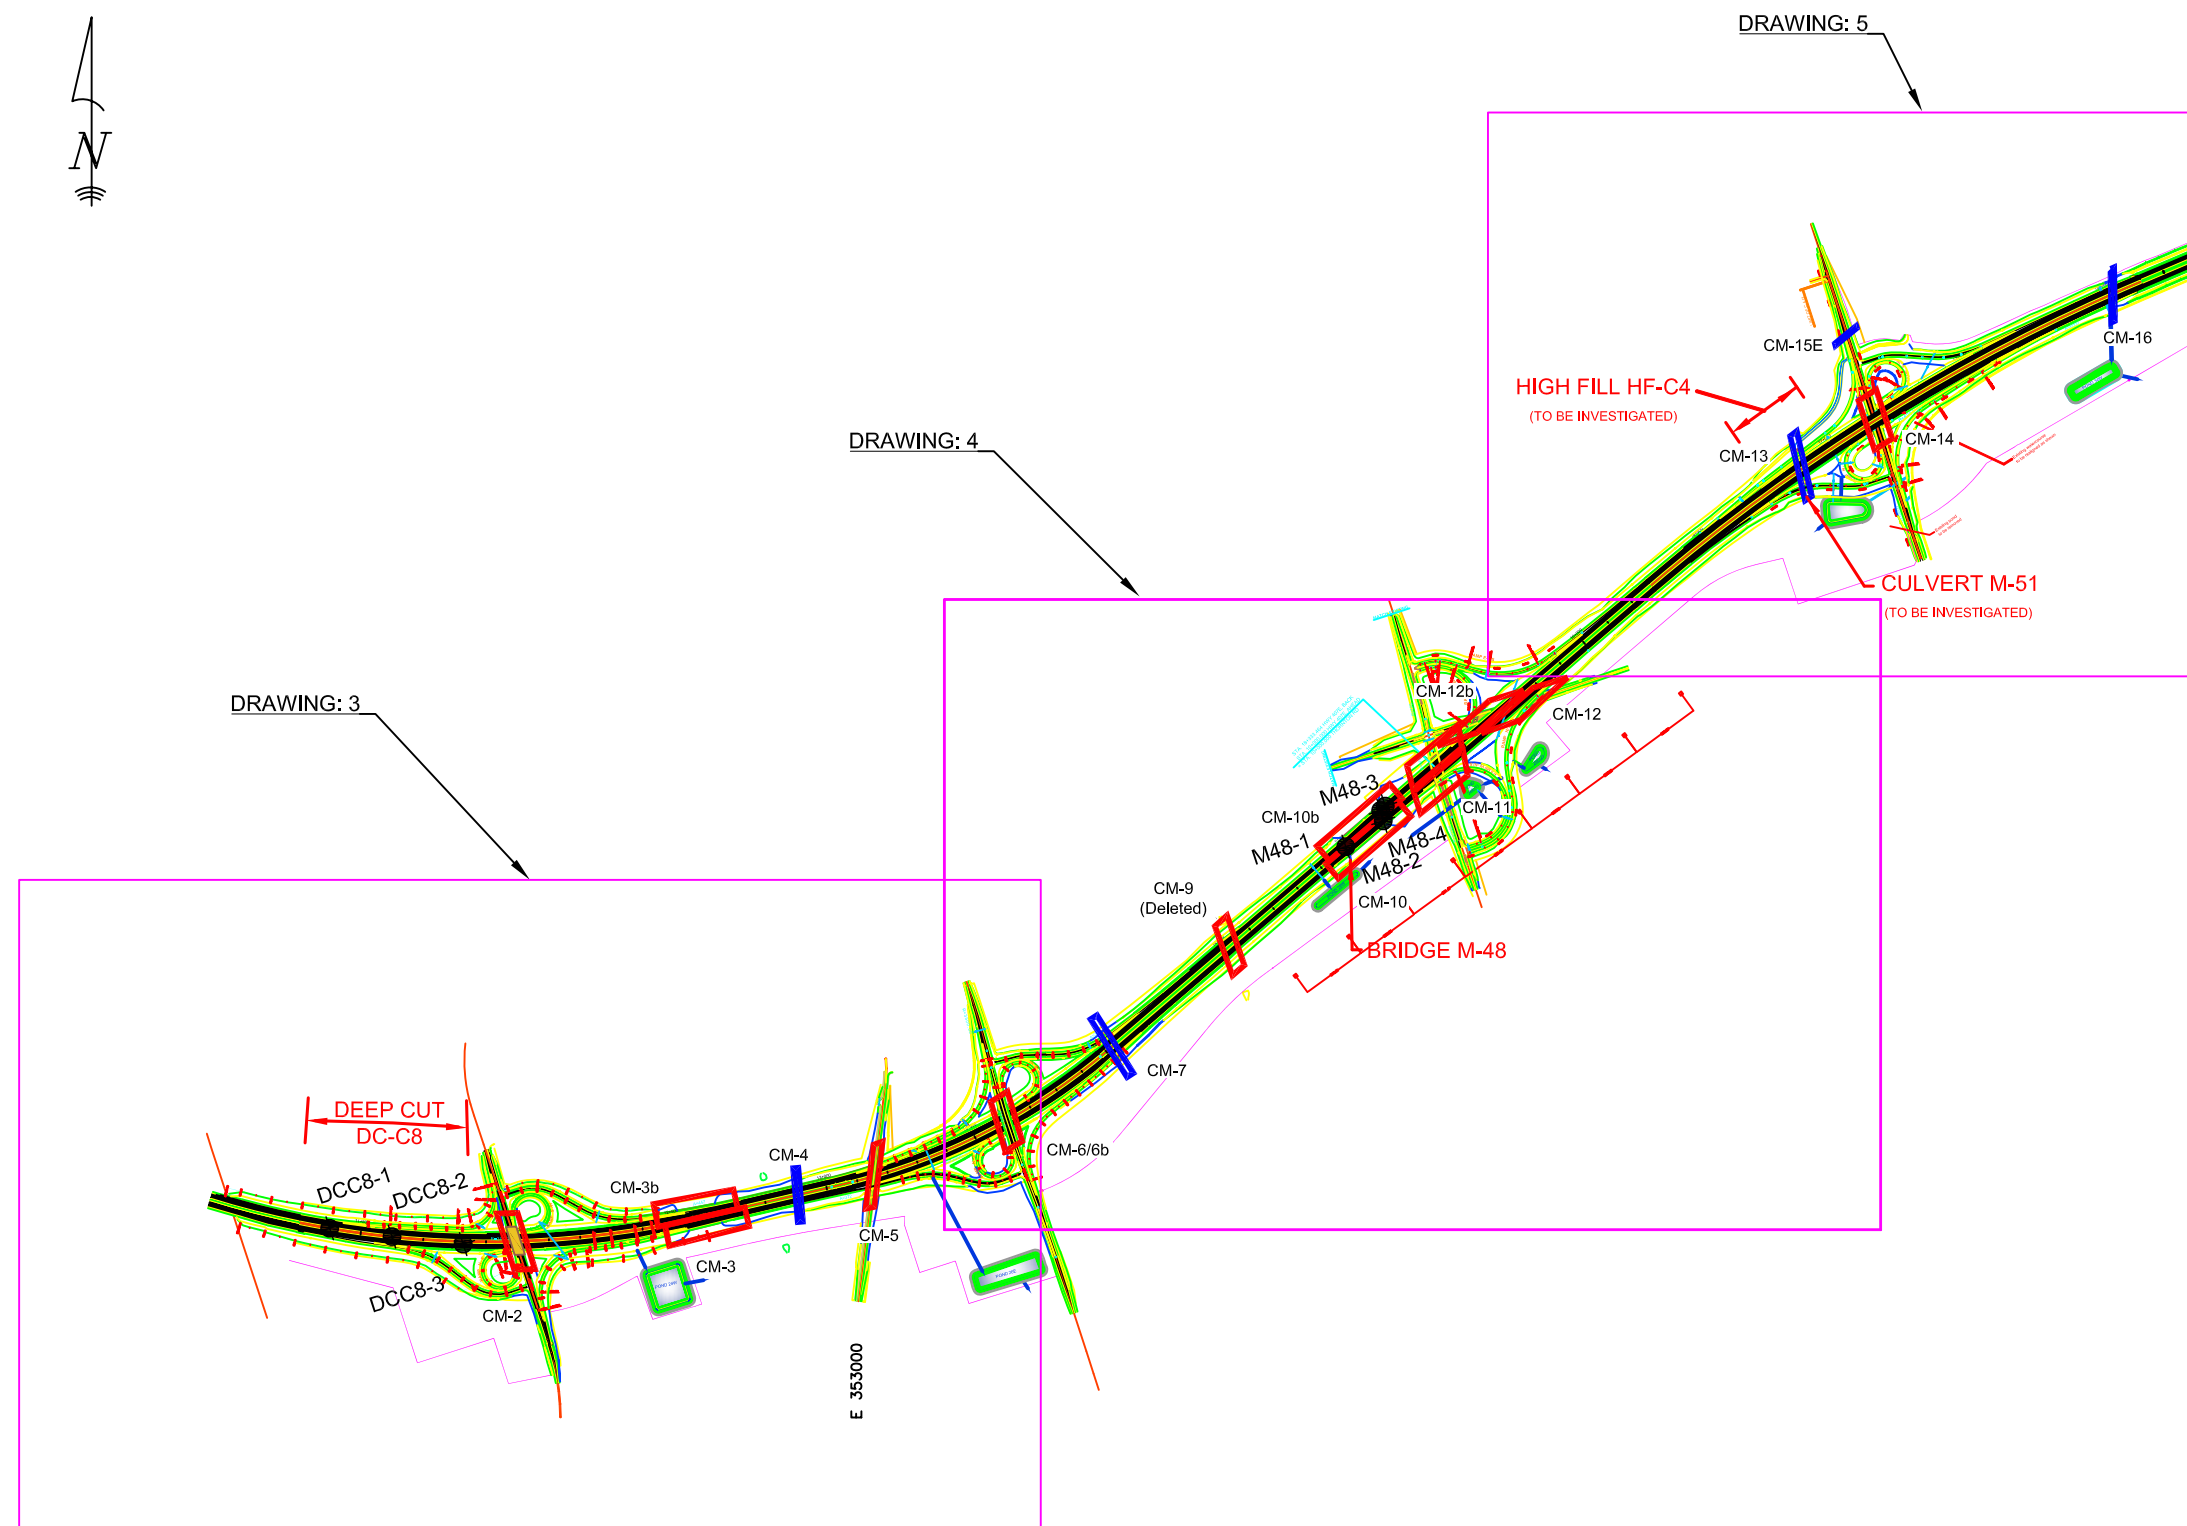 DRAWING: 5
N
CM-15E
CM-16
HIGH FILL HF-C4
(TO BE INVESTIGATED)
CM-14
CM-13
DRAWING: 4
CULVERT M-51
(TO BE INVESTIGATED)
DRAWING: 3
CM-12b
CM-12
M48-3
CM-11
CM-10b
M48-1
M48-4
M48-2
CM-9
(Deleted)
CM-10
BRIDGE M-48
CM-7
DEEP CUT
DC-C8
CM-6/6b
CM-4
DCC8-1
DCC8-2
CM-3b
CM-5
CM-3
DCC8-3
CM-2
E 353000